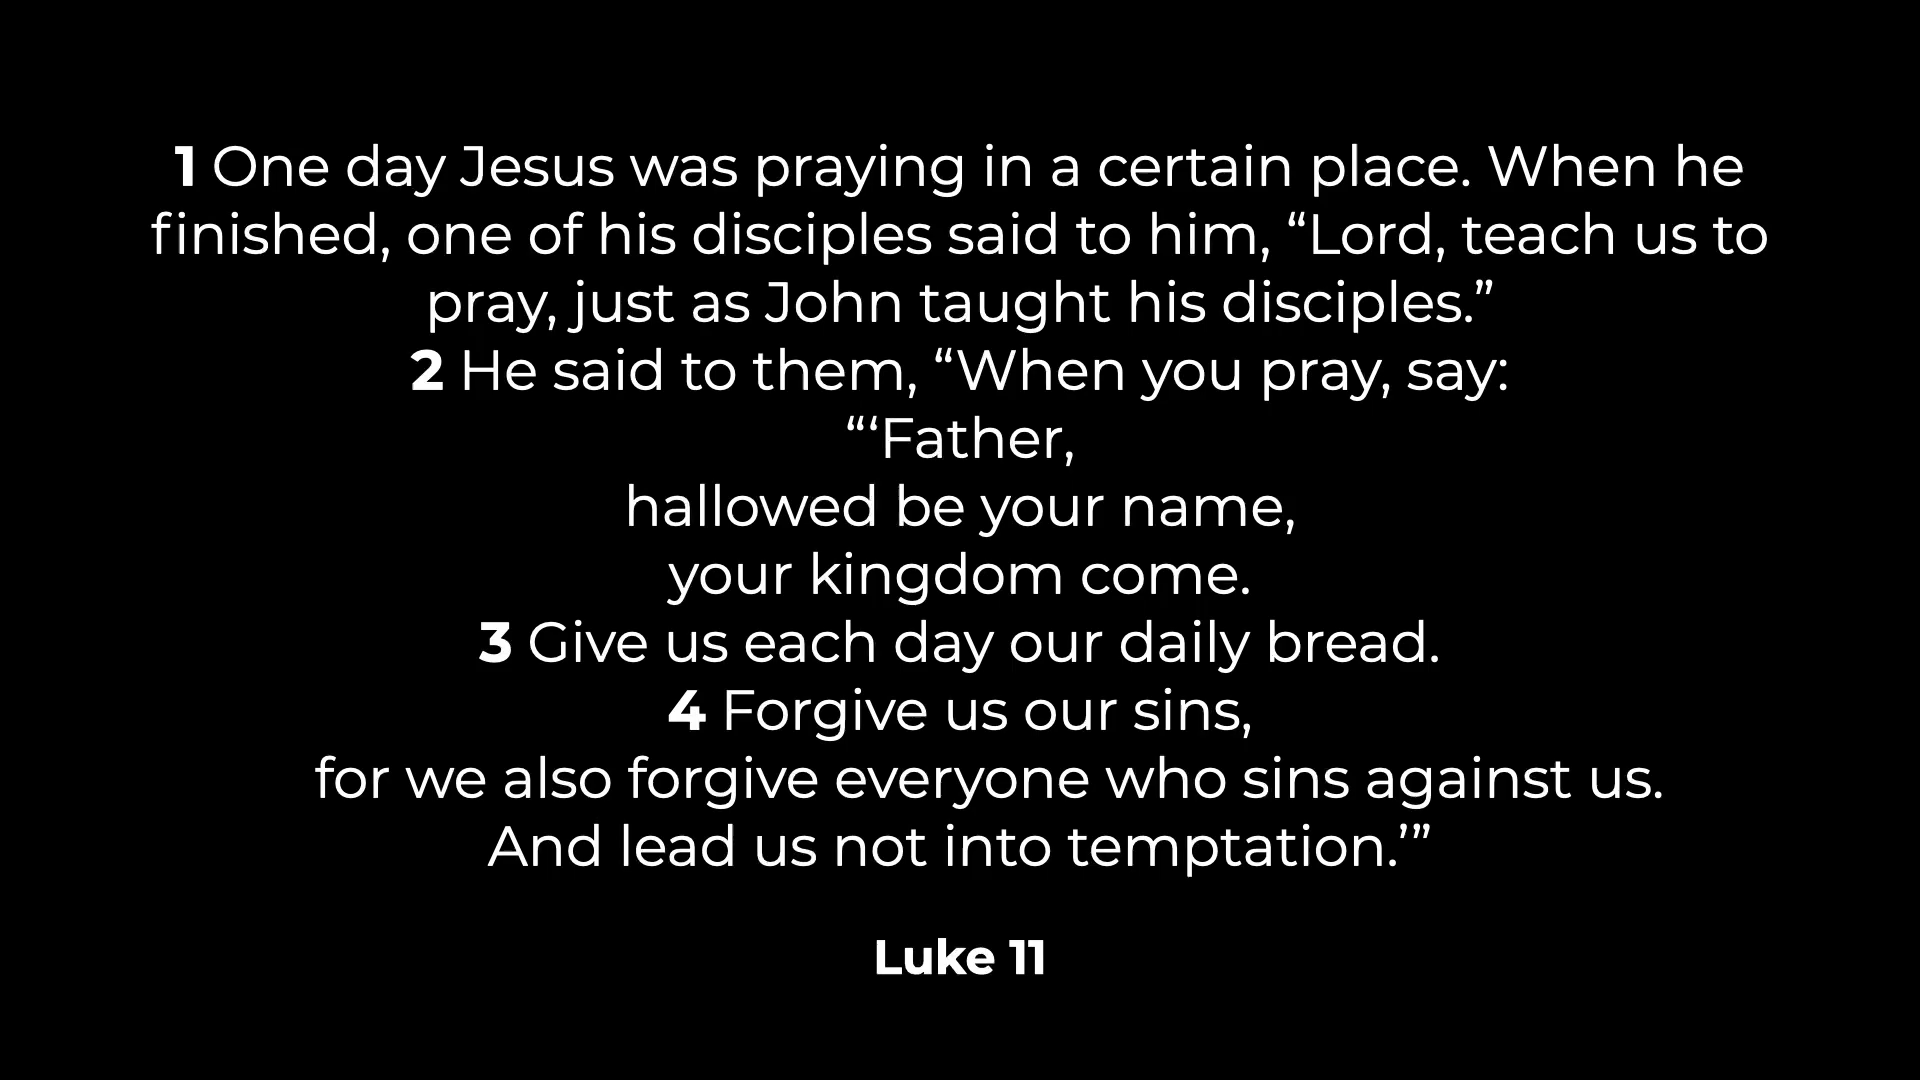 1 One day Jesus was praying in a certain place. When he
finished, one of his disciples said to him, “Lord, teach us to
pray, just as John taught his disciples.”
2 He said to them, “When you pray, say:
“‘Father,
hallowed be your name,
your kingdom come.
3 Give us each day our daily bread.
4 Forgive us our sins,
for we also forgive everyone who sins against us.
And lead us not into temptation.’”
Luke 11